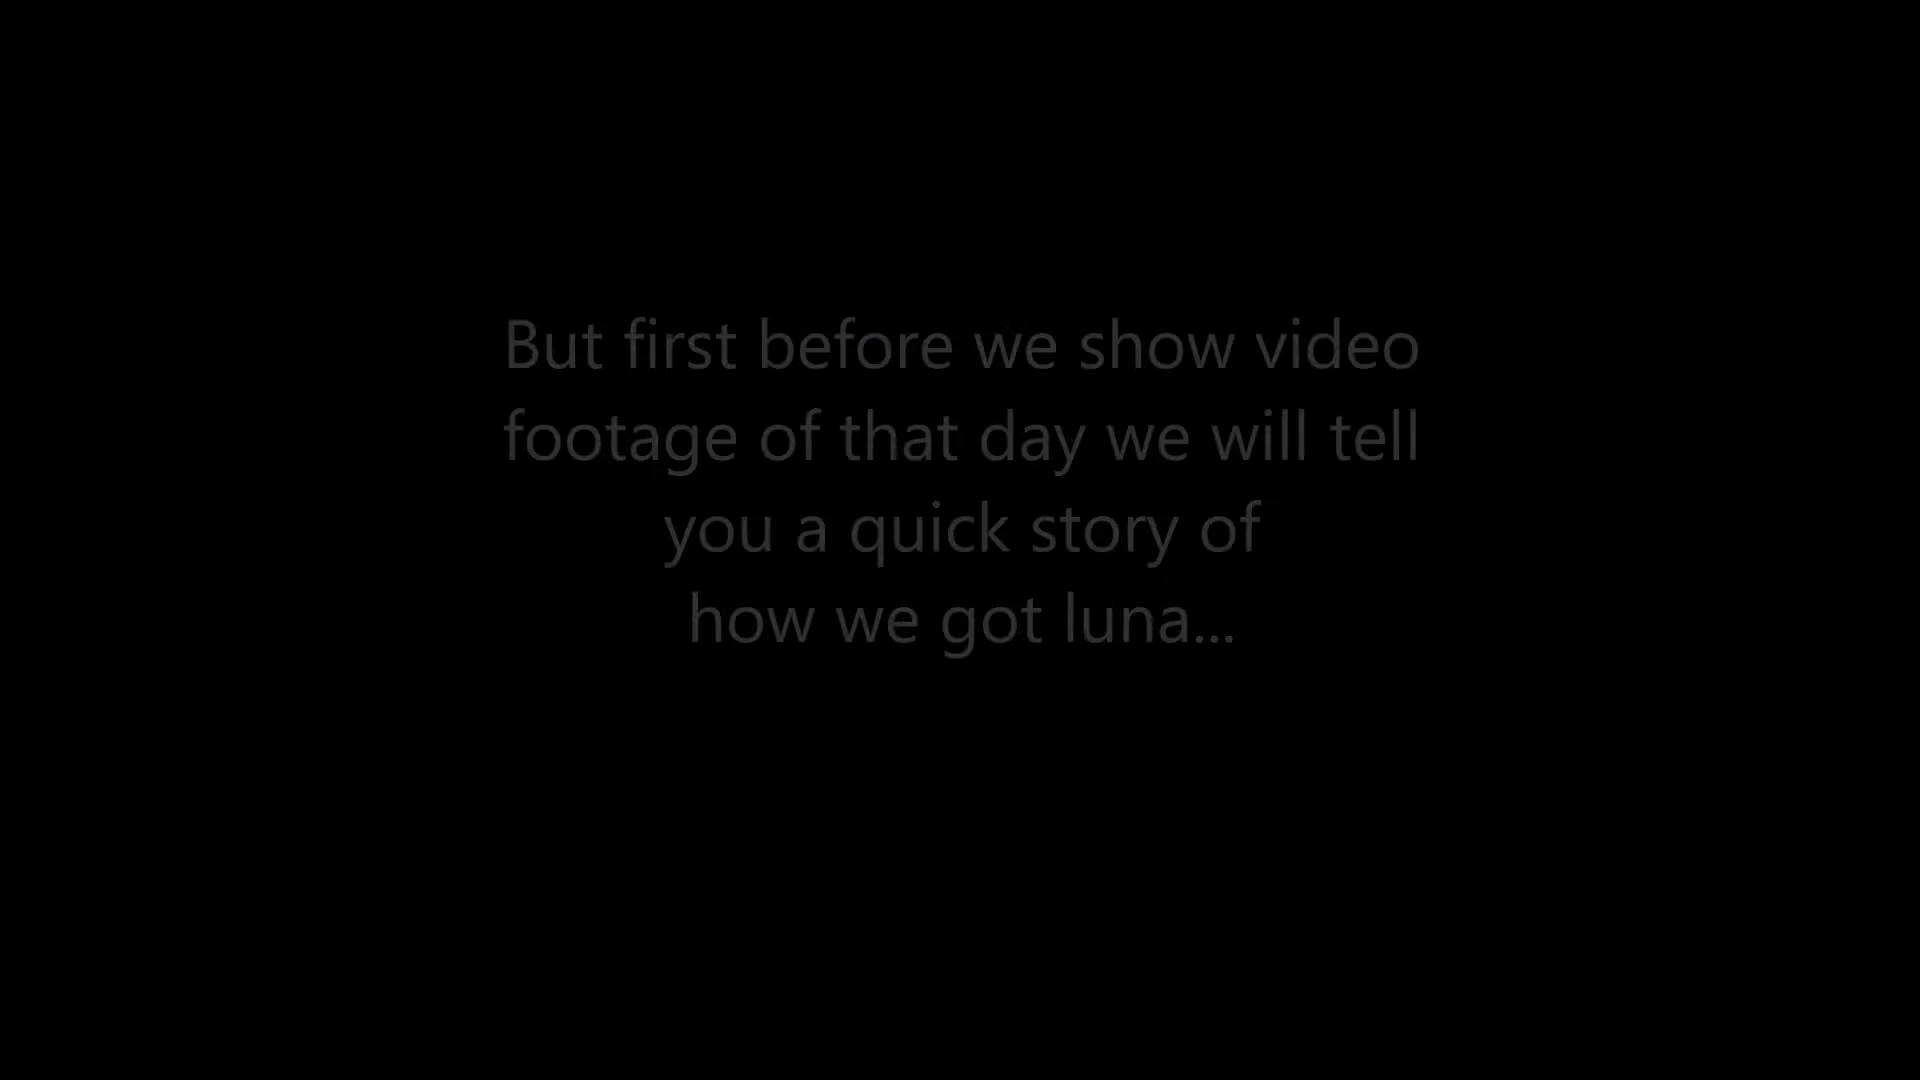 But first before we show video
footage of that day we will tell
you a quick story of
how we got luna...